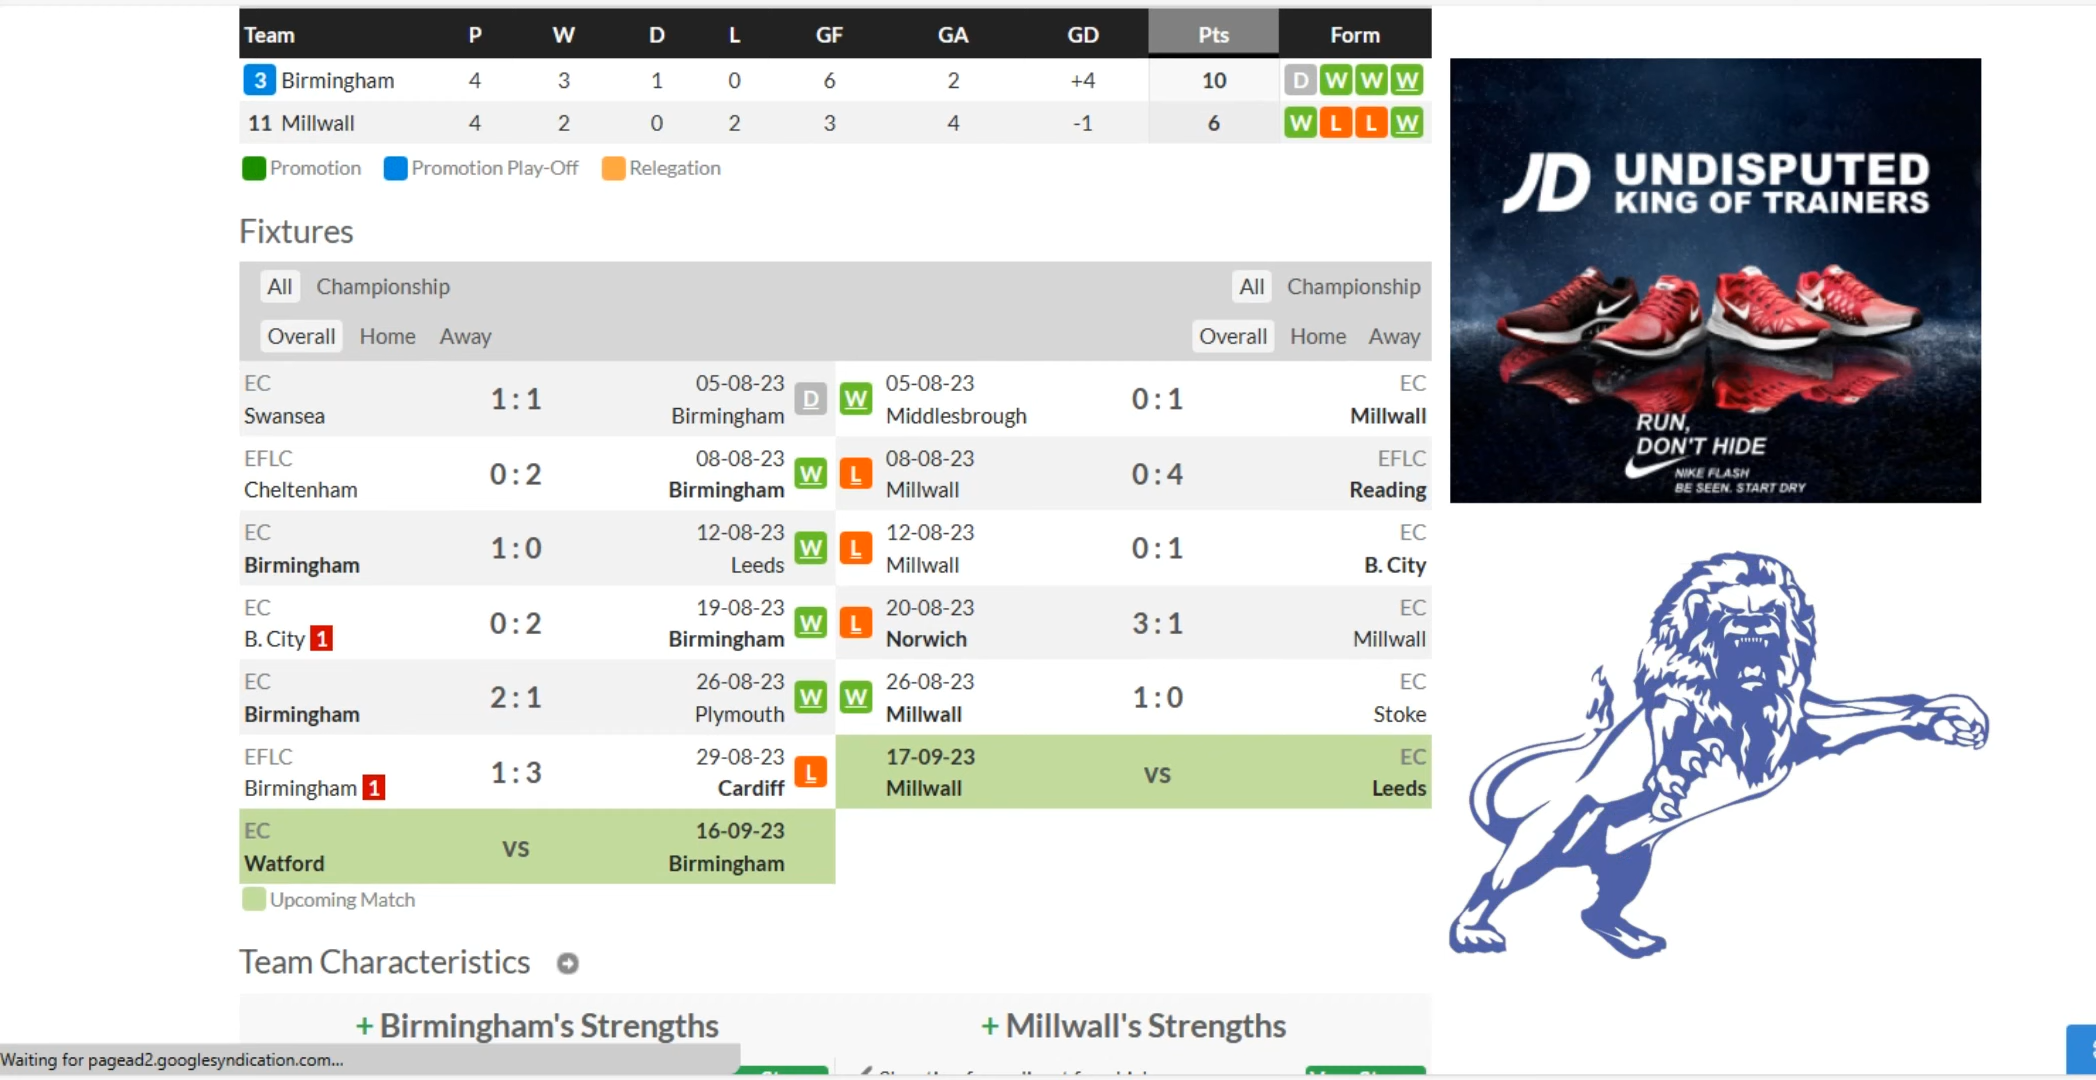 Team P W D L GF GA GD Pts Form
3 Birmingham 4 3 1 0 6 2 +4 10 D W W W
11 Millwall 4 2 0 2 3 4 -1 6 W L L W
Promotion Promotion Play-Off Relegation
Fixtures
All Championship All Championship
Overall Home Away Overall Home Away
EC 05-08-23 05-08-23 EC
1 : 1 D W 0 : 1
Swansea Birmingham Middlesbrough Millwall
EFLC 08-08-23 08-08-23 EFLC
0 : 2 W L 0 : 4
Cheltenham Birmingham Millwall Reading
EC 12-08-23 12-08-23 EC
1 : 0 W L 0 : 1
Birmingham Leeds Millwall B. City
EC 19-08-23 20-08-23 EC
0 : 2 W L 3 : 1
B. City 1 Birmingham Norwich Millwall
EC 26-08-23 26-08-23 EC
2 : 1 W W 1 : 0
Birmingham Plymouth Millwall Stoke
EFLC 29-08-23 17-09-23 EC
1 : 3 L vs
Birmingham 1 Cardiff Millwall Leeds
EC 16-09-23
vs
Watford Birmingham
Upcoming Match
Team Characteristics
+ Birmingham's Strengths + Millwall's Strengths
Waiting for pagead2.googlesyndication.com...
JD UNDISPUTED
KING OF TRAINERS
RUN,
DON'T HIDE
NIKE FLASH
BE SEEN. START DRY